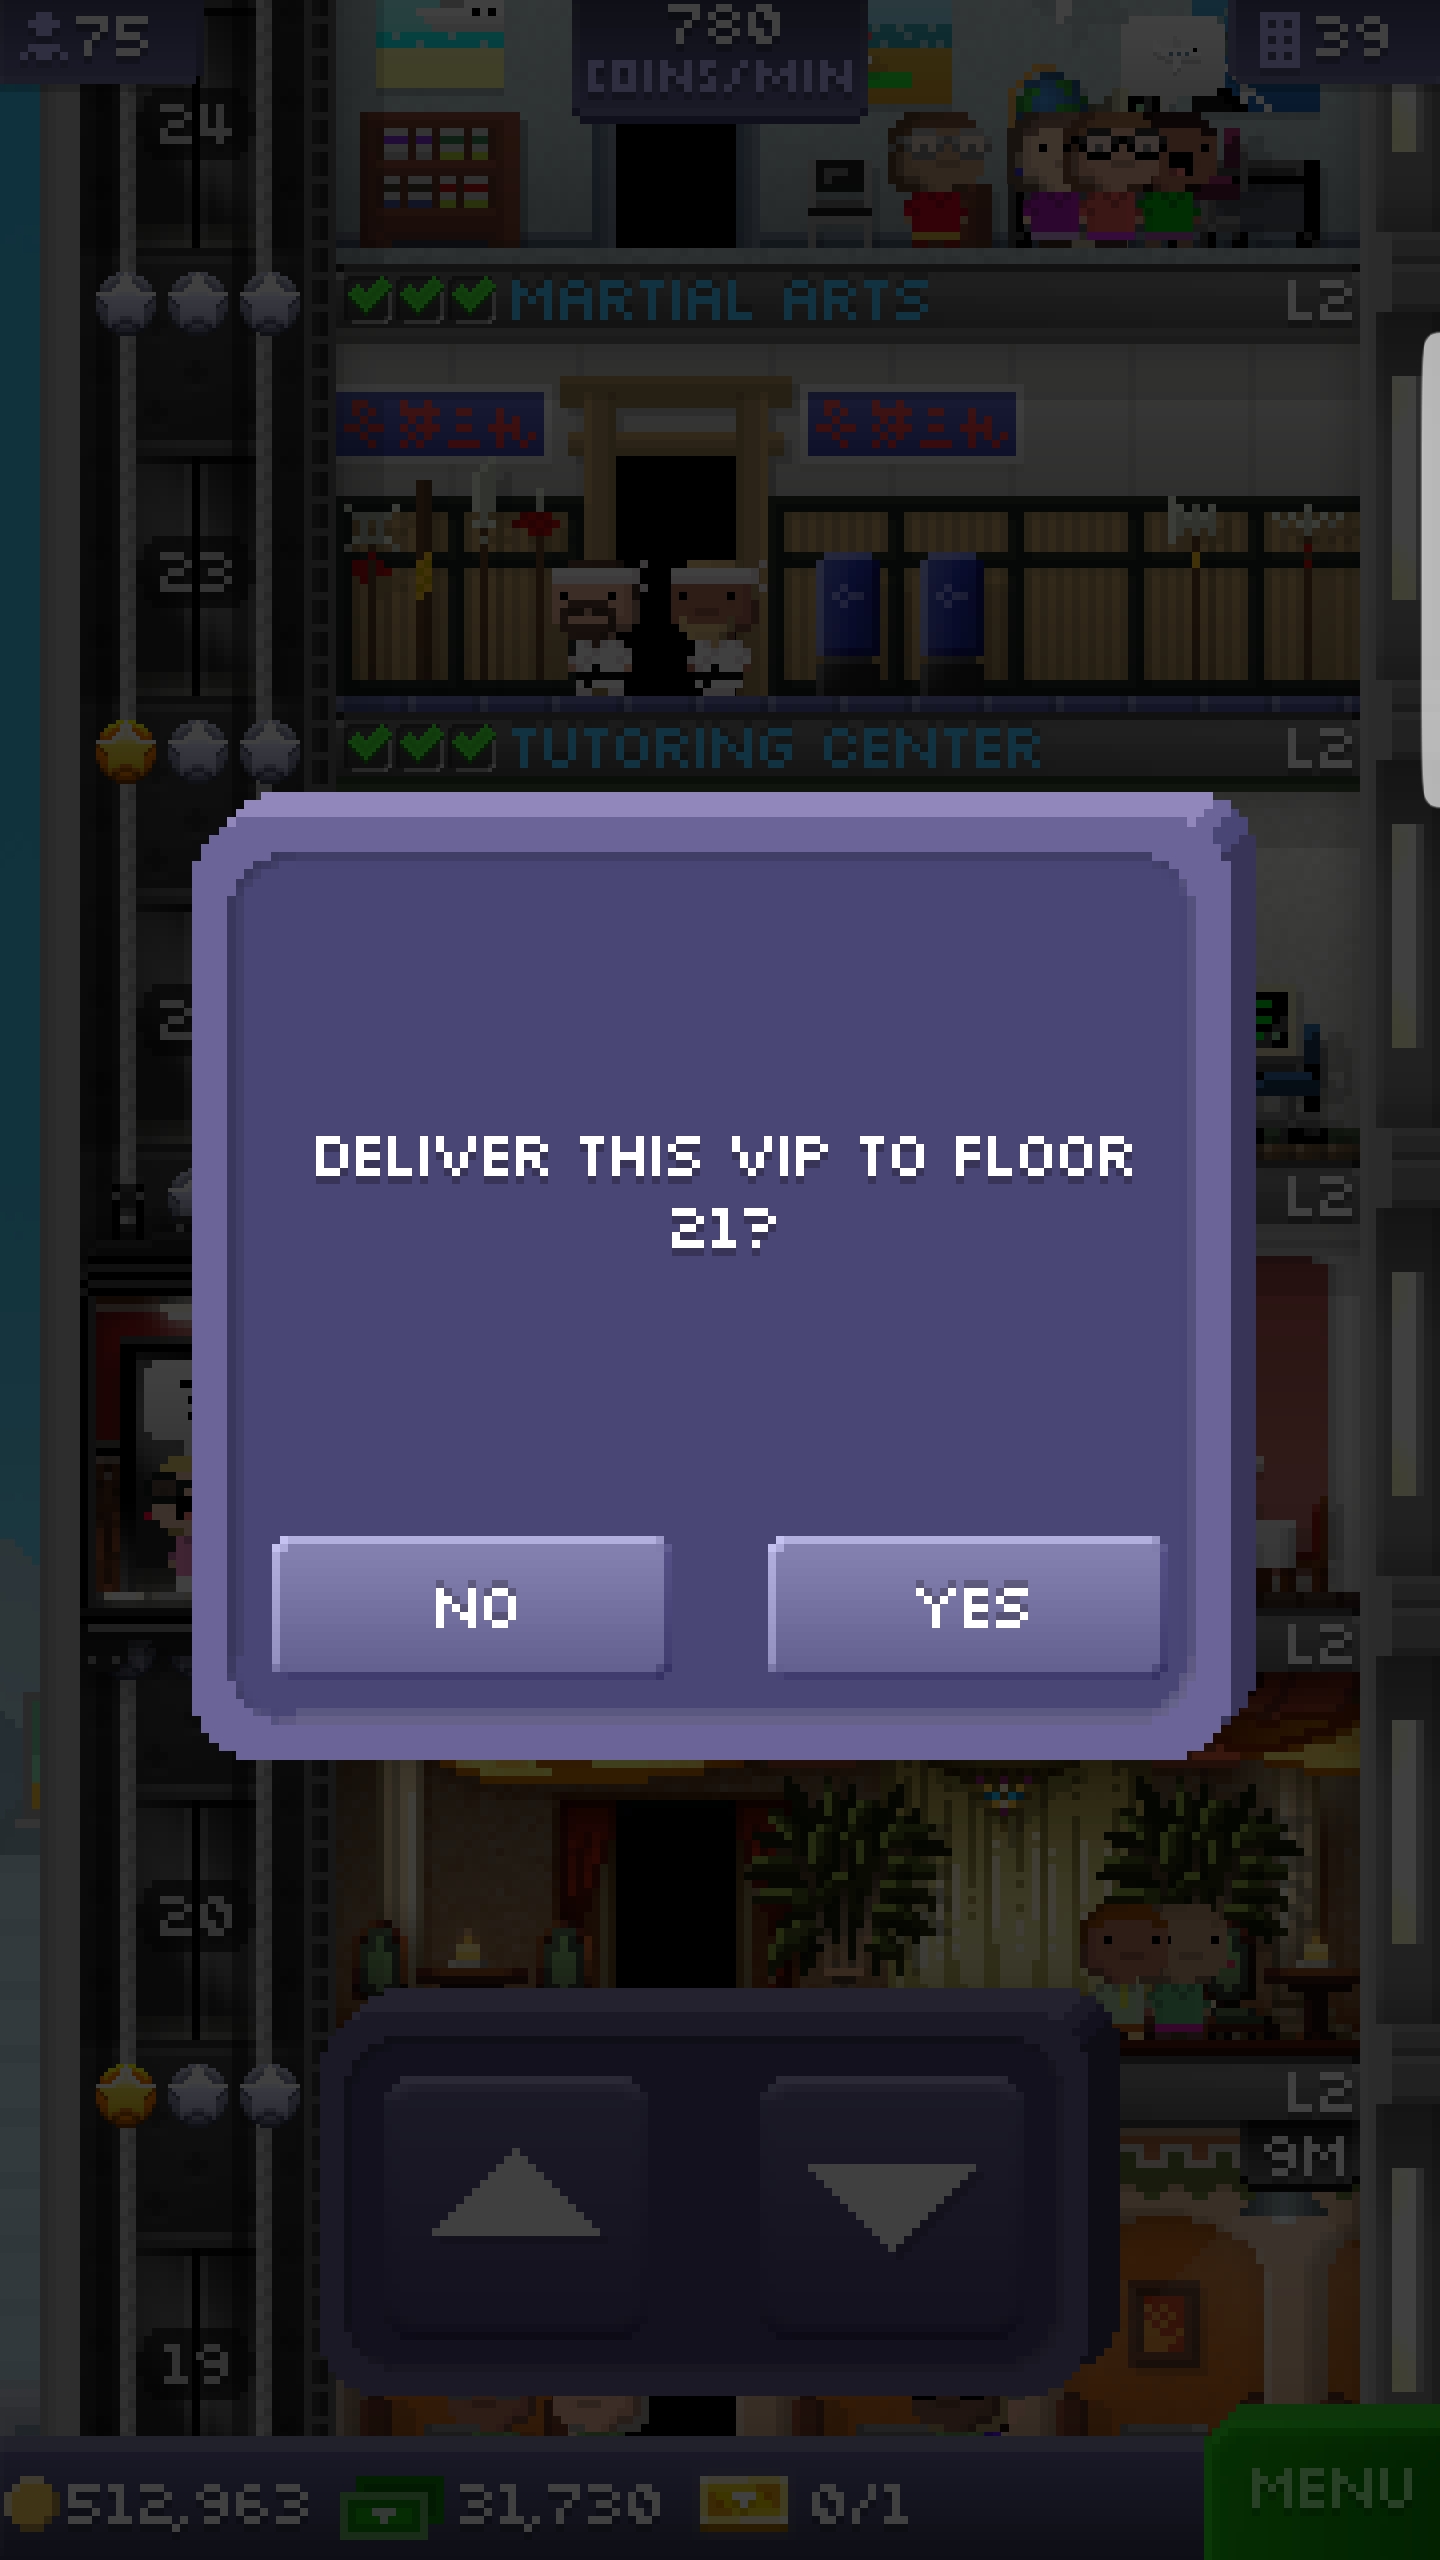 75
780
COINS/MIN
39
24
MARTIAL ARTS
L2
23
TUTORING CENTER
L2
DELIVER THIS VIP TO FLOOR
21?
L2
NO
YES
L2
20
L2
9M
19
512,963
31,730
0/1
MENU